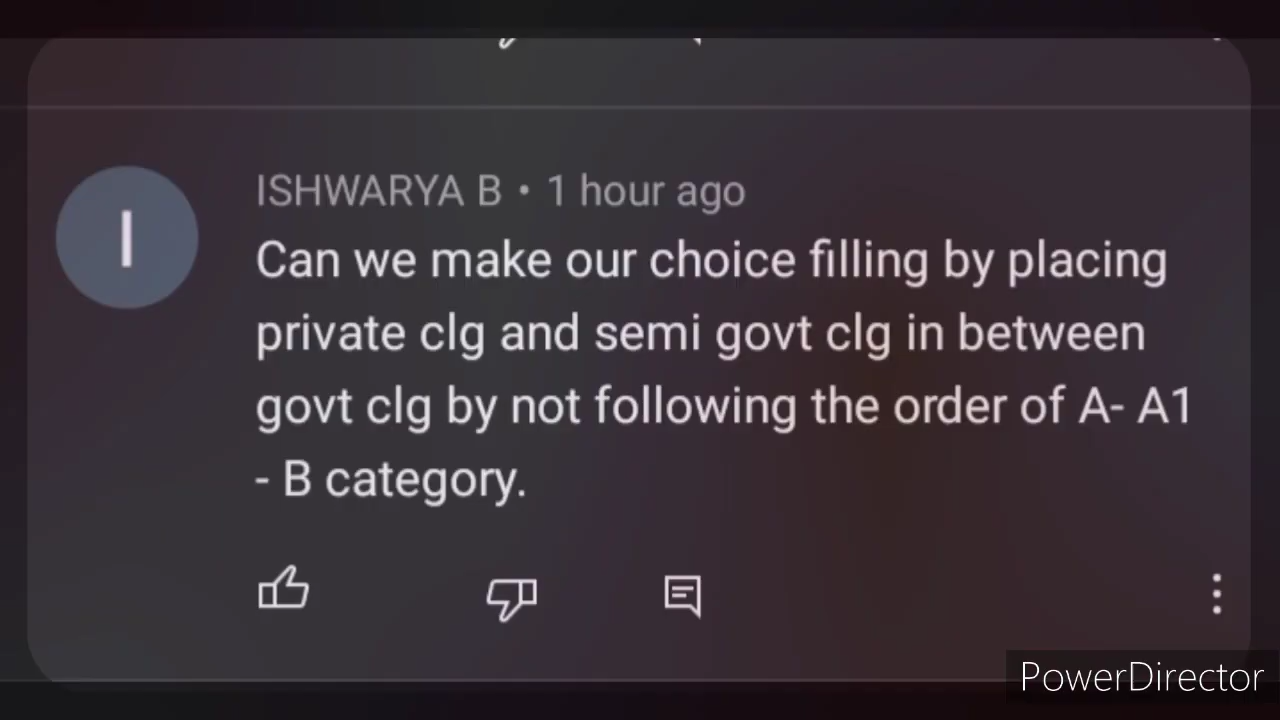 I
ISHWARYA B • 1 hour ago
Can we make our choice filling by placing
private clg and semi govt clg in between
govt clg by not following the order of A- A1
- B category.
PowerDirector